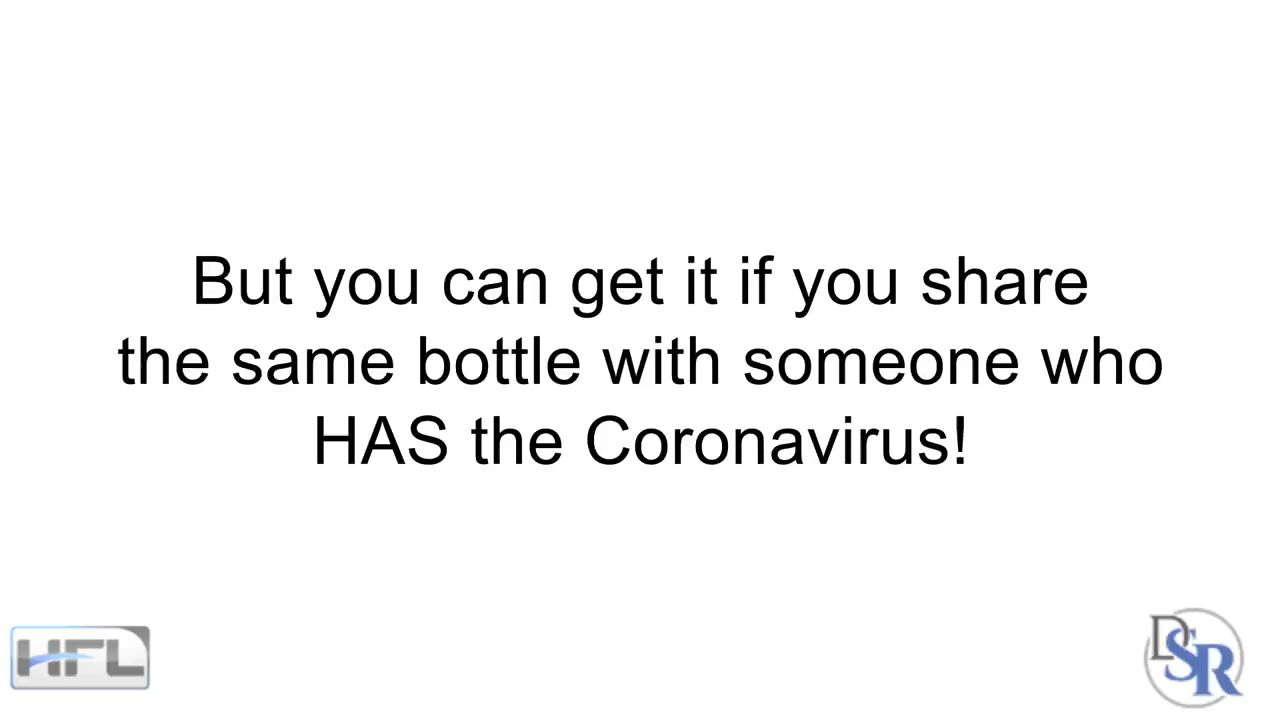 But you can get it if you share
the same bottle with someone who
HAS the Coronavirus!
HFL
DSR